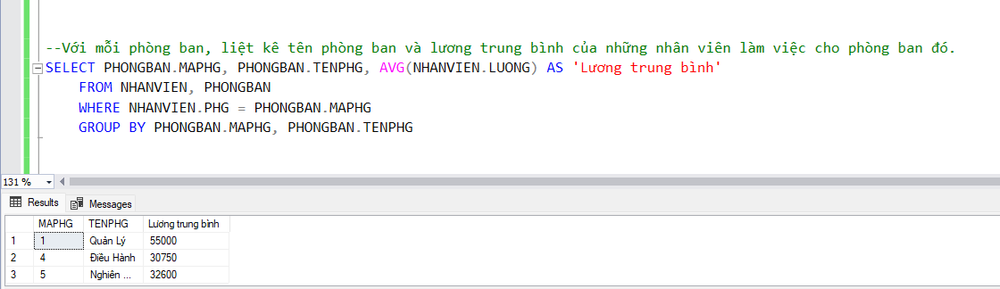 --Với mỗi phòng ban, liệt kê tên phòng ban và lương trung bình của những nhân viên làm việc cho phòng ban đó.
SELECT PHONGBAN.MAPHG, PHONGBAN.TENPHG, AVG(NHANVIEN.LUONG) AS 'Lương trung bình'
FROM NHANVIEN, PHONGBAN
WHERE NHANVIEN.PHG = PHONGBAN.MAPHG
GROUP BY PHONGBAN.MAPHG, PHONGBAN.TENPHG
131 %
Results Messages
MAPHG TENPHG Lương trung bình
1 1 Quản Lý 55000
2 4 Điều Hành 30750
3 5 Nghiên ... 32600